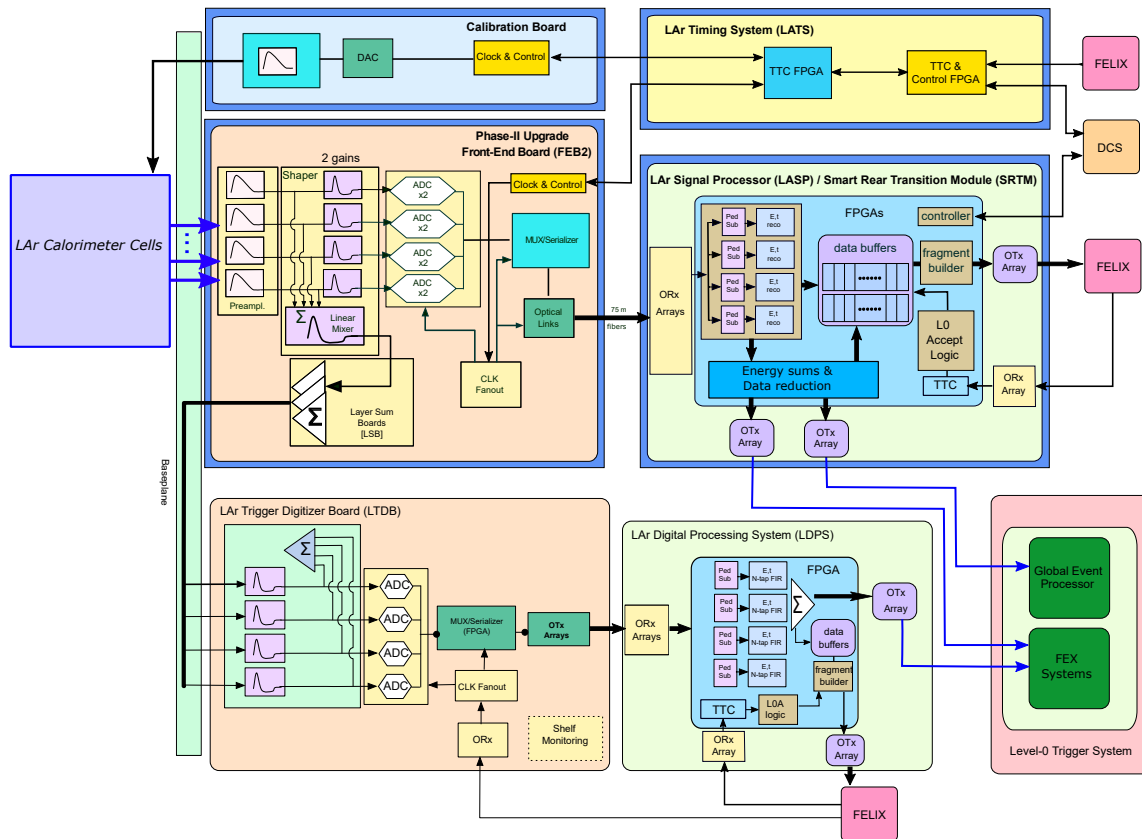 Calibration Board
DAC
Clock & Control
LAr Timing System (LATS)
TTC FPGA
TTC &
Control FPGA
FELIX
DCS
Phase-II Upgrade
Front-End Board (FEB2)
2 gains
Shaper
Preampl.
ADC
x2
ADC
x2
ADC
x2
ADC
x2
Clock & Control
MUX/Serializer
Optical
Links
CLK
Fanout
Σ
Linear
Mixer
Σ
Layer Sum
Boards
[LSB]
LAr Calorimeter Cells
Baseplane
75 m
fibers
LAr Signal Processor (LASP) / Smart Rear Transition Module (SRTM)
FPGAs
ORx
Arrays
Ped
Sub
E,t
reco
Ped
Sub
E,t
reco
Ped
Sub
E,t
reco
Ped
Sub
E,t
reco
data buffers
controller
fragment
builder
OTx
Array
FELIX
L0
Accept
Logic
TTC
ORx
Array
Energy sums &
Data reduction
OTx
Array
OTx
Array
LAr Trigger Digitizer Board (LTDB)
Σ
ADC
ADC
ADC
ADC
MUX/Serializer
(FPGA)
OTx
Arrays
CLK Fanout
ORx
Shelf
Monitoring
LAr Digital Processing System (LDPS)
FPGA
ORx
Arrays
Ped
Sub
E,t
N-tap FIR
Ped
Sub
E,t
N-tap FIR
Ped
Sub
E,t
N-tap FIR
Ped
Sub
E,t
N-tap FIR
Σ
data
buffers
fragment
builder
TTC
L0A
logic
ORx
Array
OTx
Array
OTx
Array
FELIX
Global Event
Processor
FEX
Systems
Level-0 Trigger System